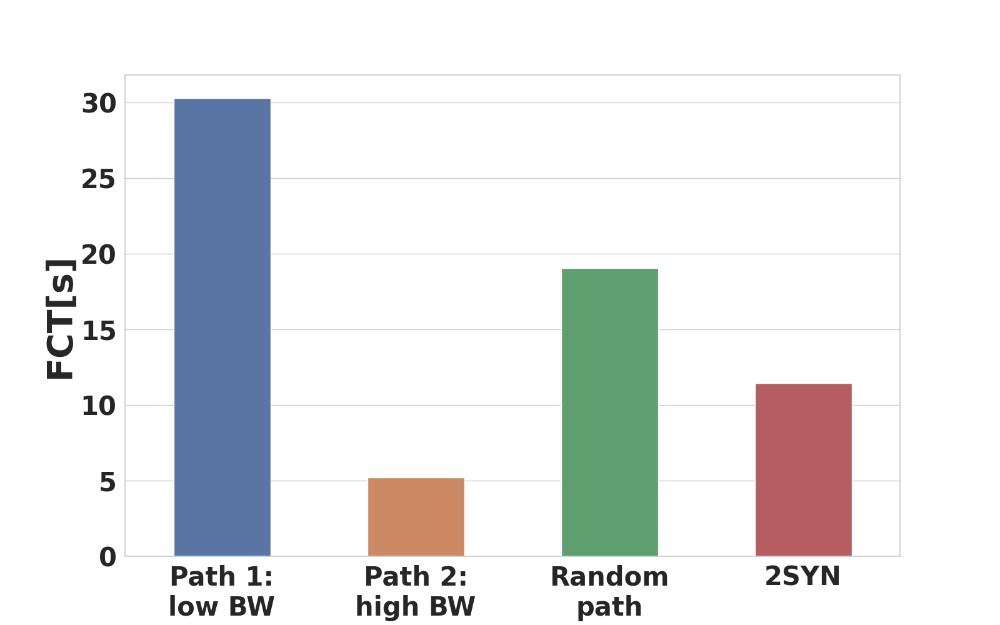 FCT[s]
30
25
20
15
10
5
0
Path 1:
low BW
Path 2:
high BW
Random
path
2SYN